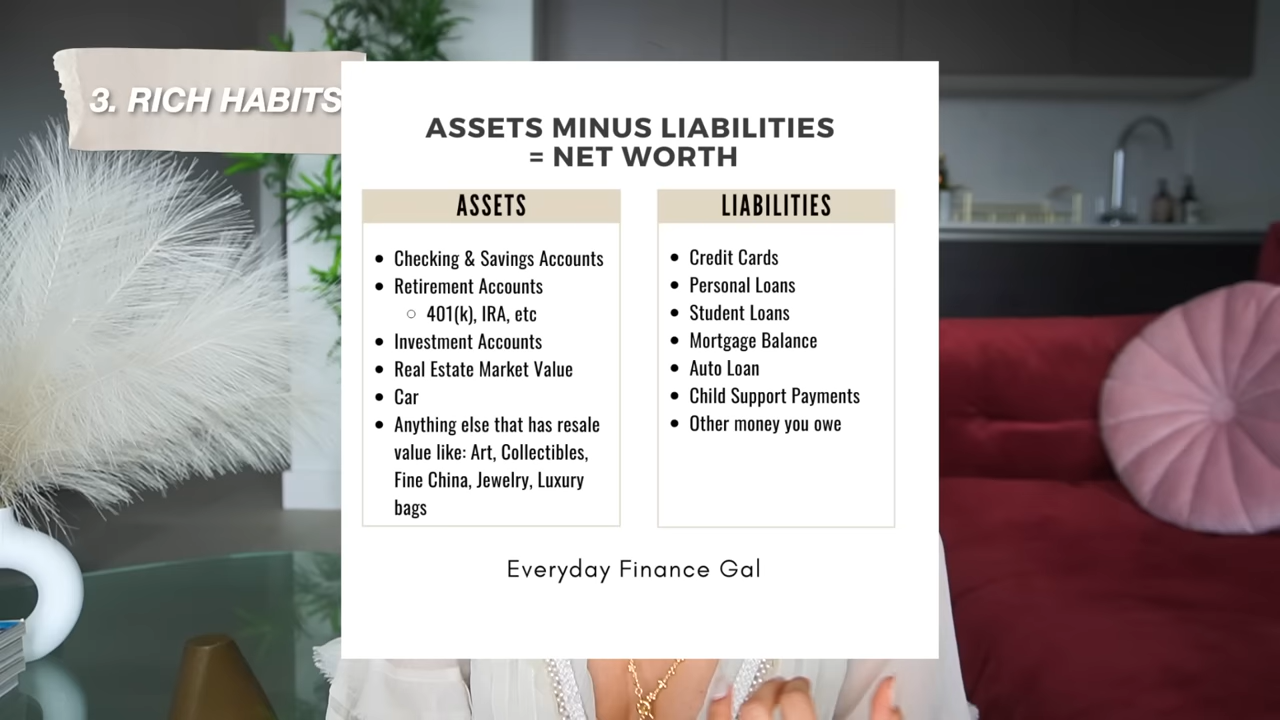 3. RICH HABITS
ASSETS MINUS LIABILITIES
= NET WORTH
ASSETS
Checking & Savings Accounts
Retirement Accounts
401(k), IRA, etc
Investment Accounts
Real Estate Market Value
Car
Anything else that has resale
value like: Art, Collectibles,
Fine China, Jewelry, Luxury
bags
LIABILITIES
Credit Cards
Personal Loans
Student Loans
Mortgage Balance
Auto Loan
Child Support Payments
Other money you owe
Everyday Finance Gal